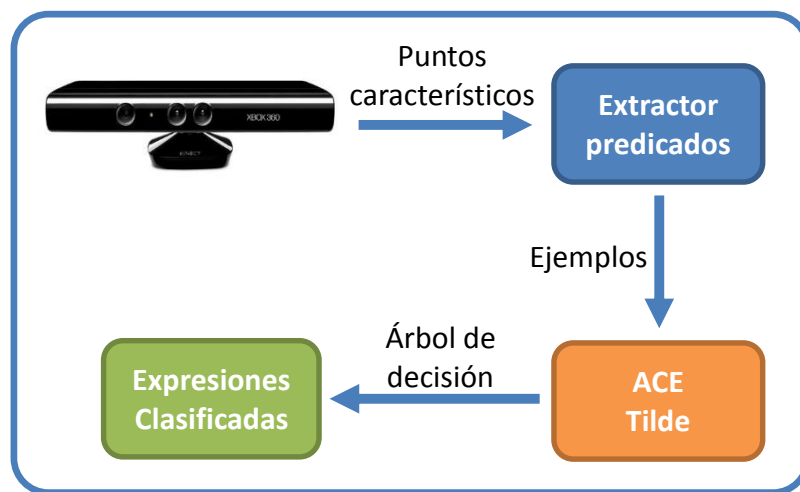 Puntos
característicos
XBOX 360
KINECT
Extractor
predicados
Ejemplos
Árbol de
decisión
Expresiones
Clasificadas
ACE
Tilde